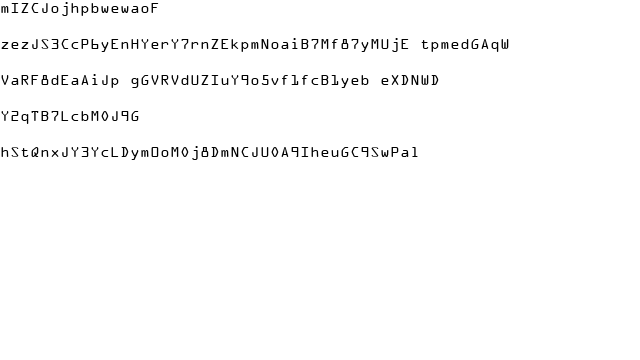 mIZCJojhpbwewaoF
zezJS3CcP6yEnHYerY7rnZEkpmNoaiB7Mf87yMUjE tpmedGAqW
VaRF8dEaAiJp gGVRVdUZIuY9o5vf1fcB1yeb eXDNWD
Y2qTB7LcbM0J9G
hStQnxJY3YcLDymOoM0j8DmNCJU0A9IheuGC9SwPal